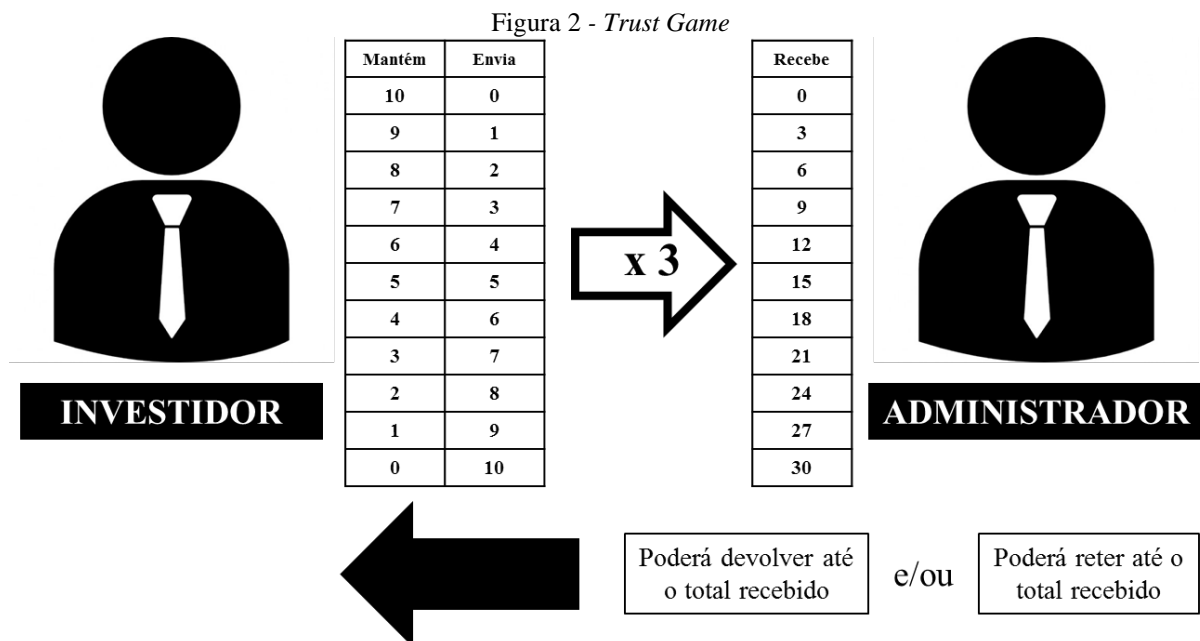 Figura 2 - Trust Game
Mantém Envia
10 0
9 1
8 2
7 3
6 4
5 5
4 6
3 7
2 8
1 9
0 10
x 3
Recebe
0
3
6
9
12
15
18
21
24
27
30
INVESTIDOR
ADMINISTRADOR
Poderá devolver até
o total recebido
e/ou
Poderá reter até o
total recebido